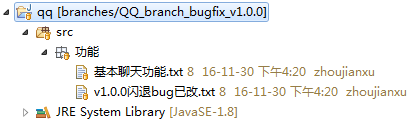 qq [branches/QQ_branch_bugfix_v1.0.0]
src
功能
基本聊天功能.txt 8 16-11-30 下午4:20 zhoujianxu
v1.0.0闪退bug已改.txt 8 16-11-30 下午4:20 zhoujianxu
JRE System Library [JavaSE-1.8]